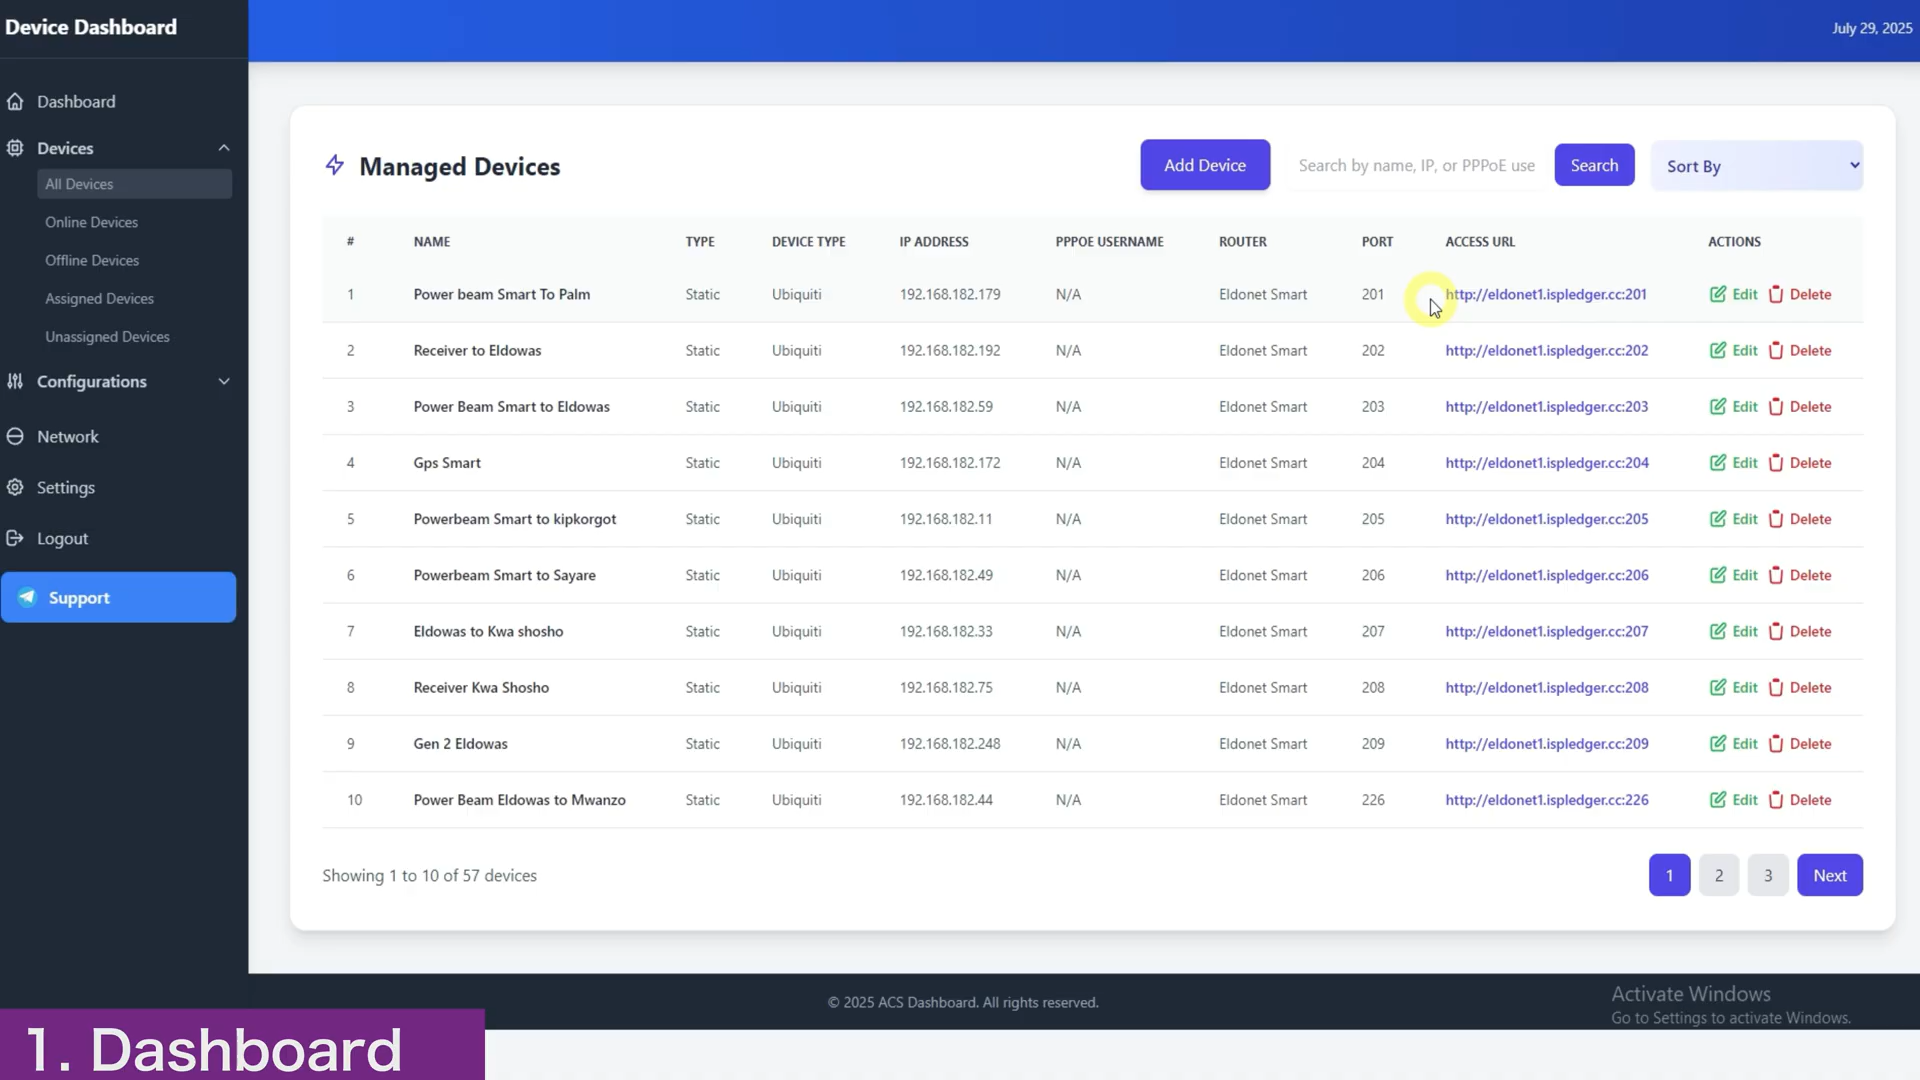 Device Dashboard
July 29, 2025
Dashboard
Devices
All Devices
Online Devices
Offline Devices
Assigned Devices
Unassigned Devices
Configurations
Network
Settings
Logout
Support
Managed Devices
Add Device
Search by name, IP, or PPPoE use
Search
Sort By
# NAME TYPE DEVICE TYPE IP ADDRESS PPPOE USERNAME ROUTER PORT ACCESS URL ACTIONS
1 Power beam Smart To Palm Static Ubiquiti 192.168.182.179 N/A Eldonet Smart 201 http://eldonet1.ispledger.cc:201 Edit Delete
2 Receiver to Eldowas Static Ubiquiti 192.168.182.192 N/A Eldonet Smart 202 http://eldonet1.ispledger.cc:202 Edit Delete
3 Power Beam Smart to Eldowas Static Ubiquiti 192.168.182.59 N/A Eldonet Smart 203 http://eldonet1.ispledger.cc:203 Edit Delete
4 Gps Smart Static Ubiquiti 192.168.182.172 N/A Eldonet Smart 204 http://eldonet1.ispledger.cc:204 Edit Delete
5 Powerbeam Smart to kipkorgot Static Ubiquiti 192.168.182.11 N/A Eldonet Smart 205 http://eldonet1.ispledger.cc:205 Edit Delete
6 Powerbeam Smart to Sayare Static Ubiquiti 192.168.182.49 N/A Eldonet Smart 206 http://eldonet1.ispledger.cc:206 Edit Delete
7 Eldowas to Kwa shosho Static Ubiquiti 192.168.182.33 N/A Eldonet Smart 207 http://eldonet1.ispledger.cc:207 Edit Delete
8 Receiver Kwa Shosho Static Ubiquiti 192.168.182.75 N/A Eldonet Smart 208 http://eldonet1.ispledger.cc:208 Edit Delete
9 Gen 2 Eldowas Static Ubiquiti 192.168.182.248 N/A Eldonet Smart 209 http://eldonet1.ispledger.cc:209 Edit Delete
10 Power Beam Eldowas to Mwanzo Static Ubiquiti 192.168.182.44 N/A Eldonet Smart 226 http://eldonet1.ispledger.cc:226 Edit Delete
Showing 1 to 10 of 57 devices
1 2 3 Next
© 2025 ACS Dashboard. All rights reserved.
Activate Windows
Go to Settings to activate Windows.
1. Dashboard